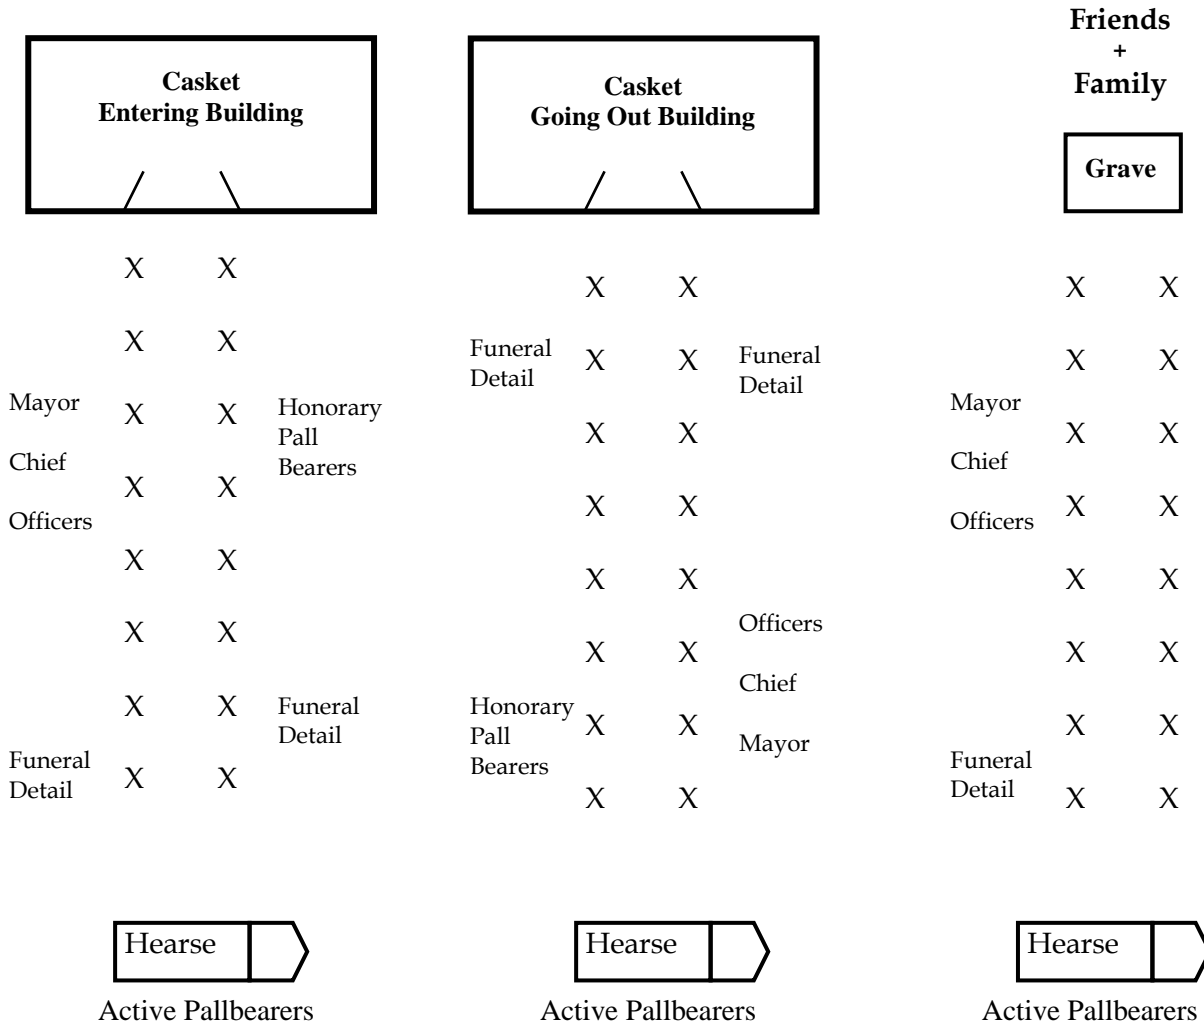 Casket
Entering Building
X X
X X
Mayor
X X
Honorary
Pall
Bearers
Chief
X X
Officers
X X
X X
X X
Funeral
Detail
Funeral
Detail
X X
Hearse
Active Pallbearers
Casket
Going Out Building
X X
Funeral
Detail
X X
Funeral
Detail
X X
X X
X X
Officers
X X
Chief
Honorary
Pall
Bearers
X X
Mayor
X X
Hearse
Active Pallbearers
Friends
+
Family
Grave
X X
X X
Mayor
X X
Chief
X X
Officers
X X
X X
X X
Funeral
Detail
X X
Hearse
Active Pallbearers